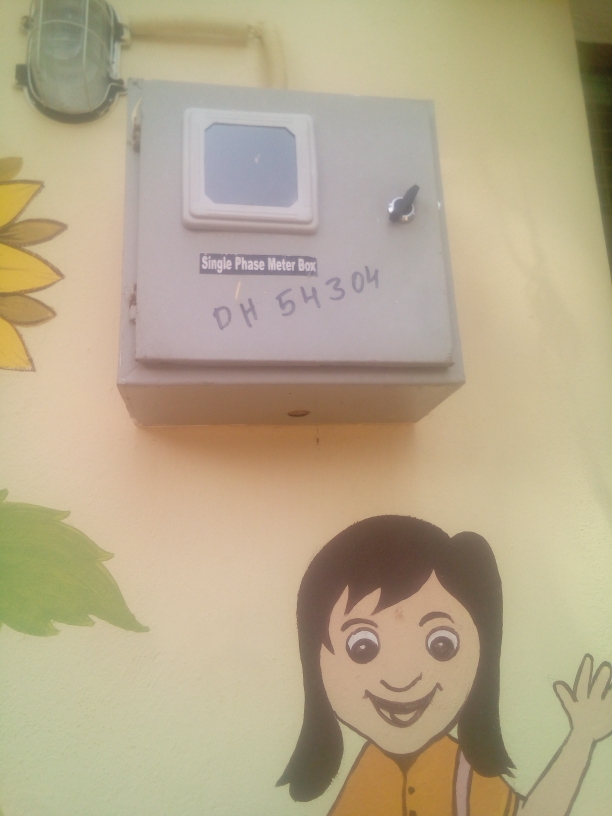 Single Phase Meter Box
DH 54304